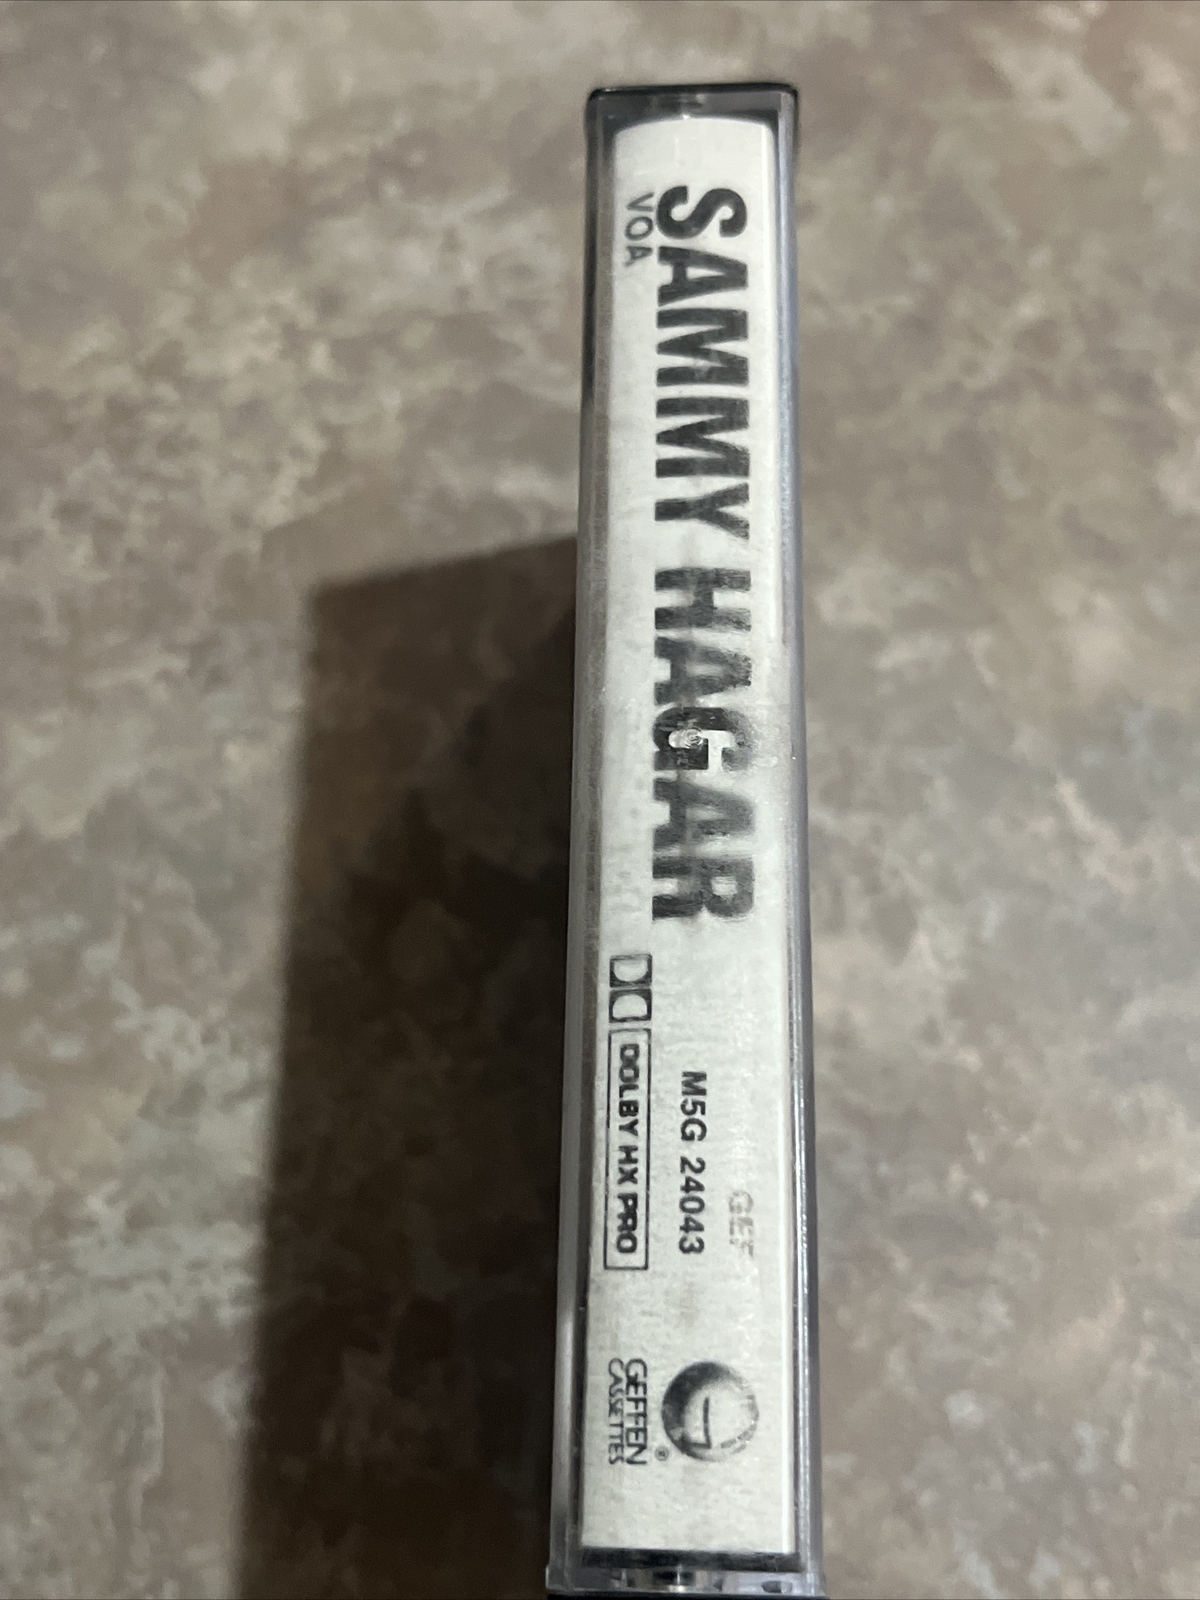 SAMMY HAGAR
VOA
GEF
M5G 24043
DOLBY HX PRO
GEFFEN®
CASSETTES